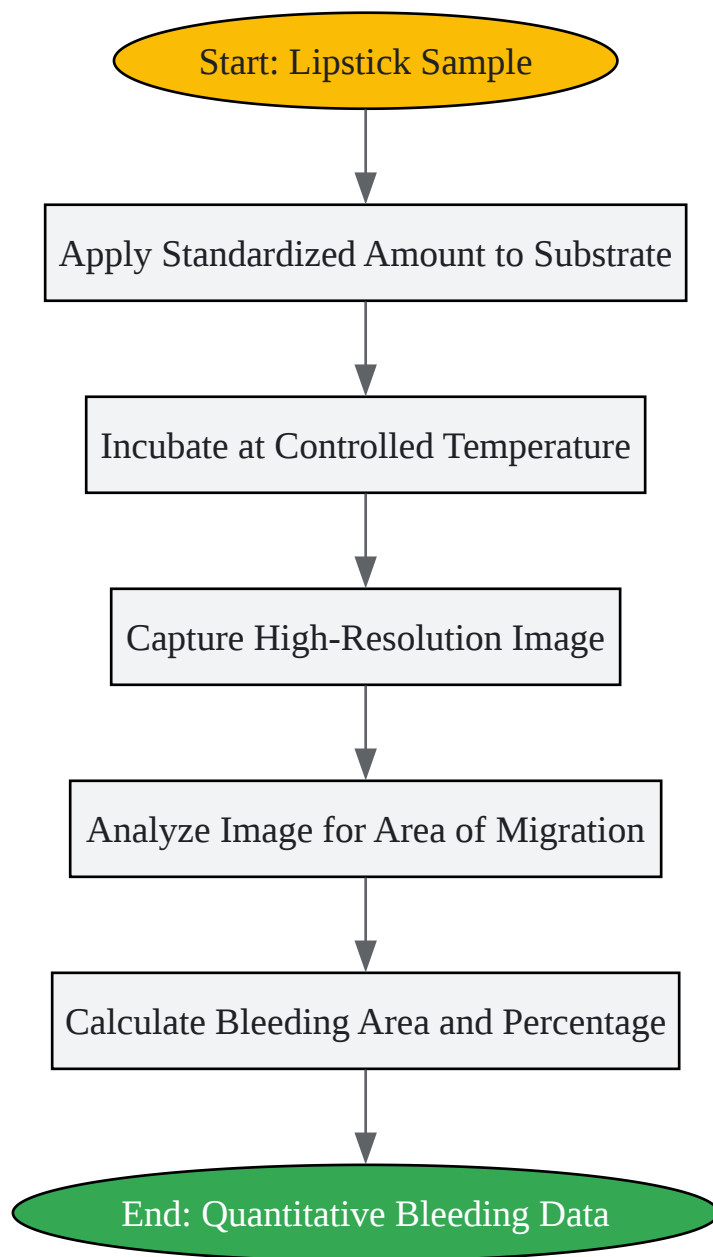 Start: Lipstick Sample
Apply Standardized Amount to Substrate
Incubate at Controlled Temperature
Capture High-Resolution Image
Analyze Image for Area of Migration
Calculate Bleeding Area and Percentage
End: Quantitative Bleeding Data